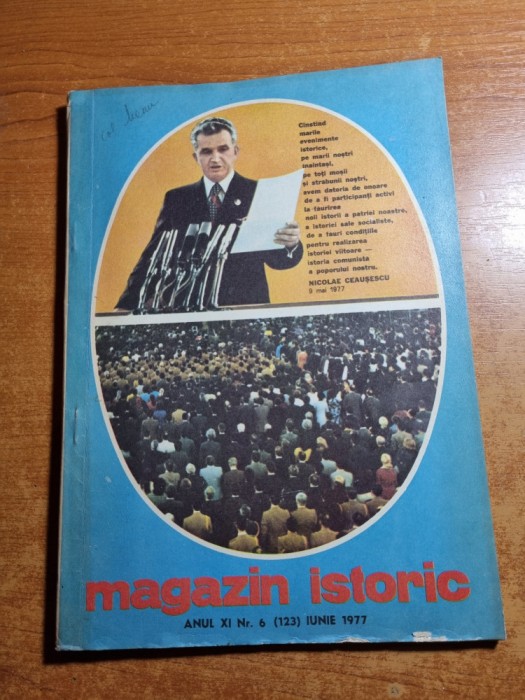 Cinstind
marile
evenimente
istorice,
pe marii noștri
înaintași,
pe toți moșii
și străbunii noștri,
avem datoria de onoare
de a fi participanți activi
la făurirea
noii istorii a patriei noastre,
a istoriei sale socialiste,
de a făuri condițiile
pentru realizarea
istoriei viitoare —
istoria comunistă
a poporului nostru.
NICOLAE CEAUȘESCU
9 mai 1977
magazin istoric
ANUL XI Nr. 6 (123) IUNIE 1977